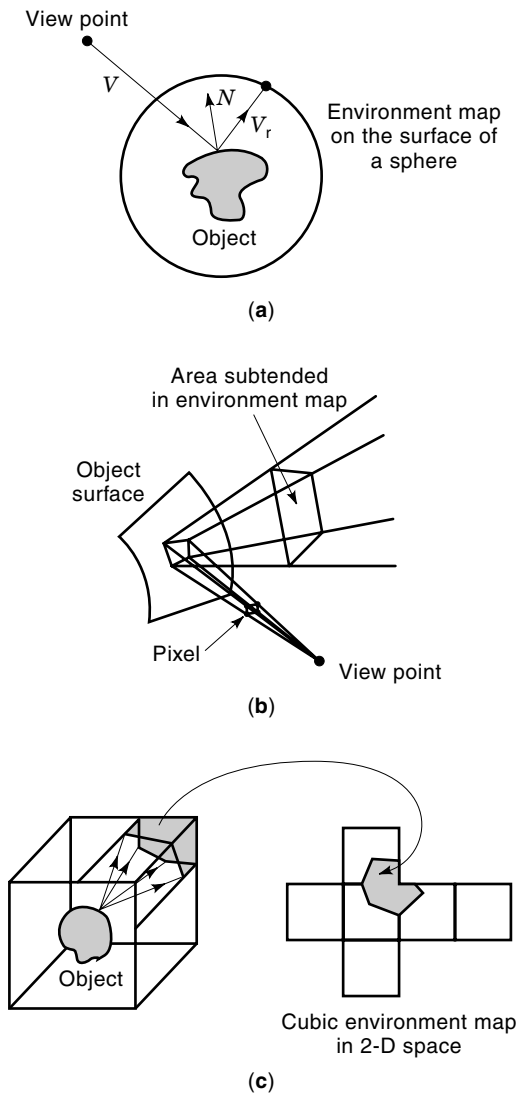 View point
V
N
V_r
Environment map
on the surface of
a sphere
Object
(a)
Area subtended
in environment map
Object
surface
Pixel
View point
(b)
Object
Cubic environment map
in 2-D space
(c)